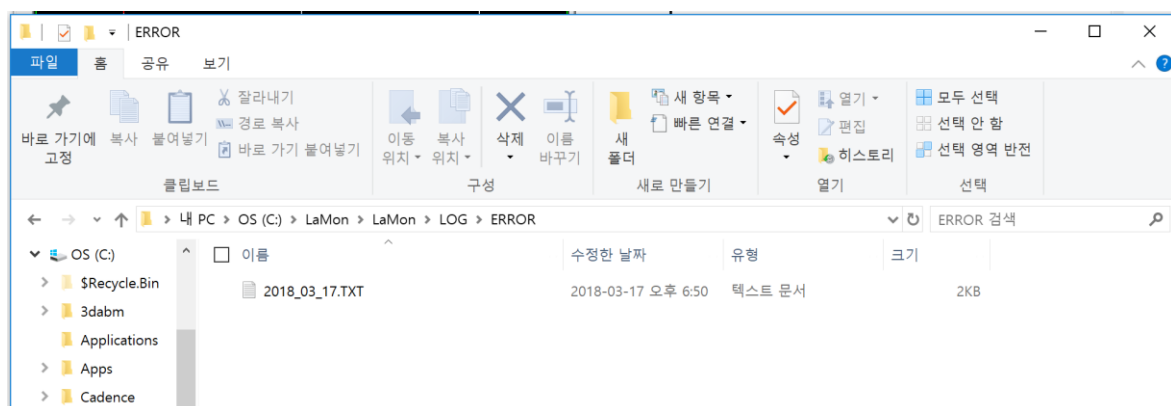 ERROR
파일 홈 공유 보기
바로 가기에 고정
복사
붙여넣기
잘라내기
경로 복사
바로 가기 붙여넣기
클립보드
이동 위치
복사 위치
삭제
이름 바꾸기
구성
새 폴더
새 항목
빠른 연결
새로 만들기
속성
열기
편집
히스토리
열기
모두 선택
선택 안 함
선택 영역 반전
선택
내 PC > OS (C:) > LaMon > LaMon > LOG > ERROR
ERROR 검색
OS (C:)
$Recycle.Bin
3dabm
Applications
Apps
Cadence
이름 수정한 날짜 유형 크기
2018_03_17.TXT 2018-03-17 오후 6:50 텍스트 문서 2KB